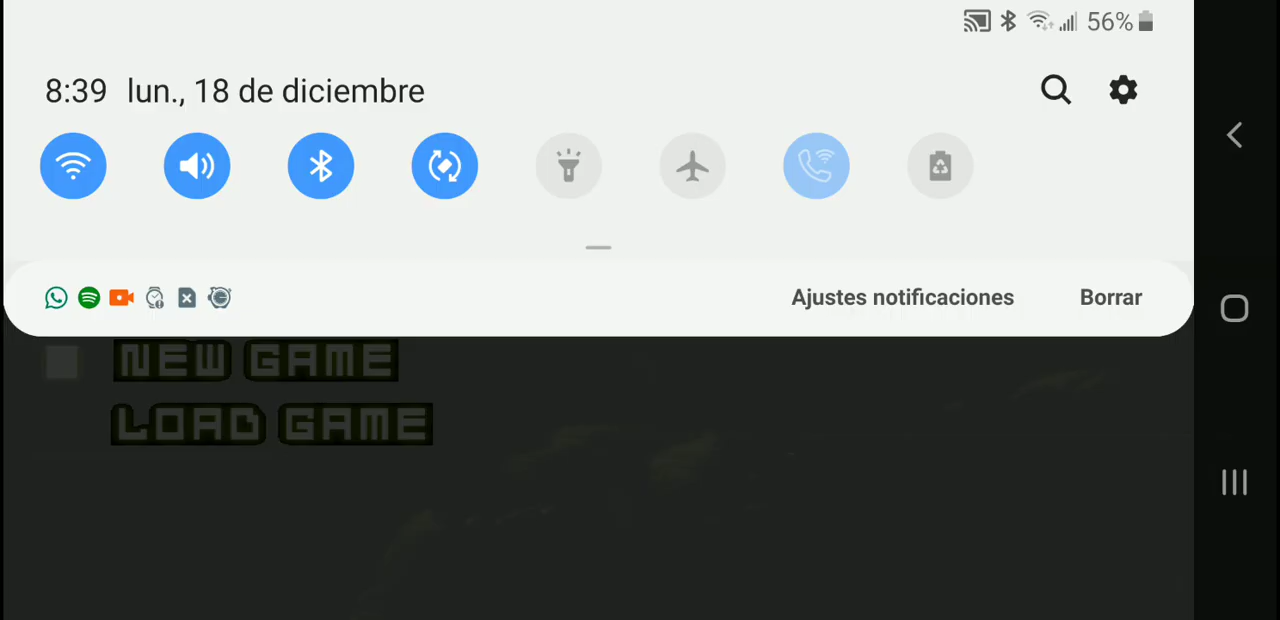 56%
8:39 lun., 18 de diciembre
Ajustes notificaciones Borrar
NEW GAME
LOAD GAME